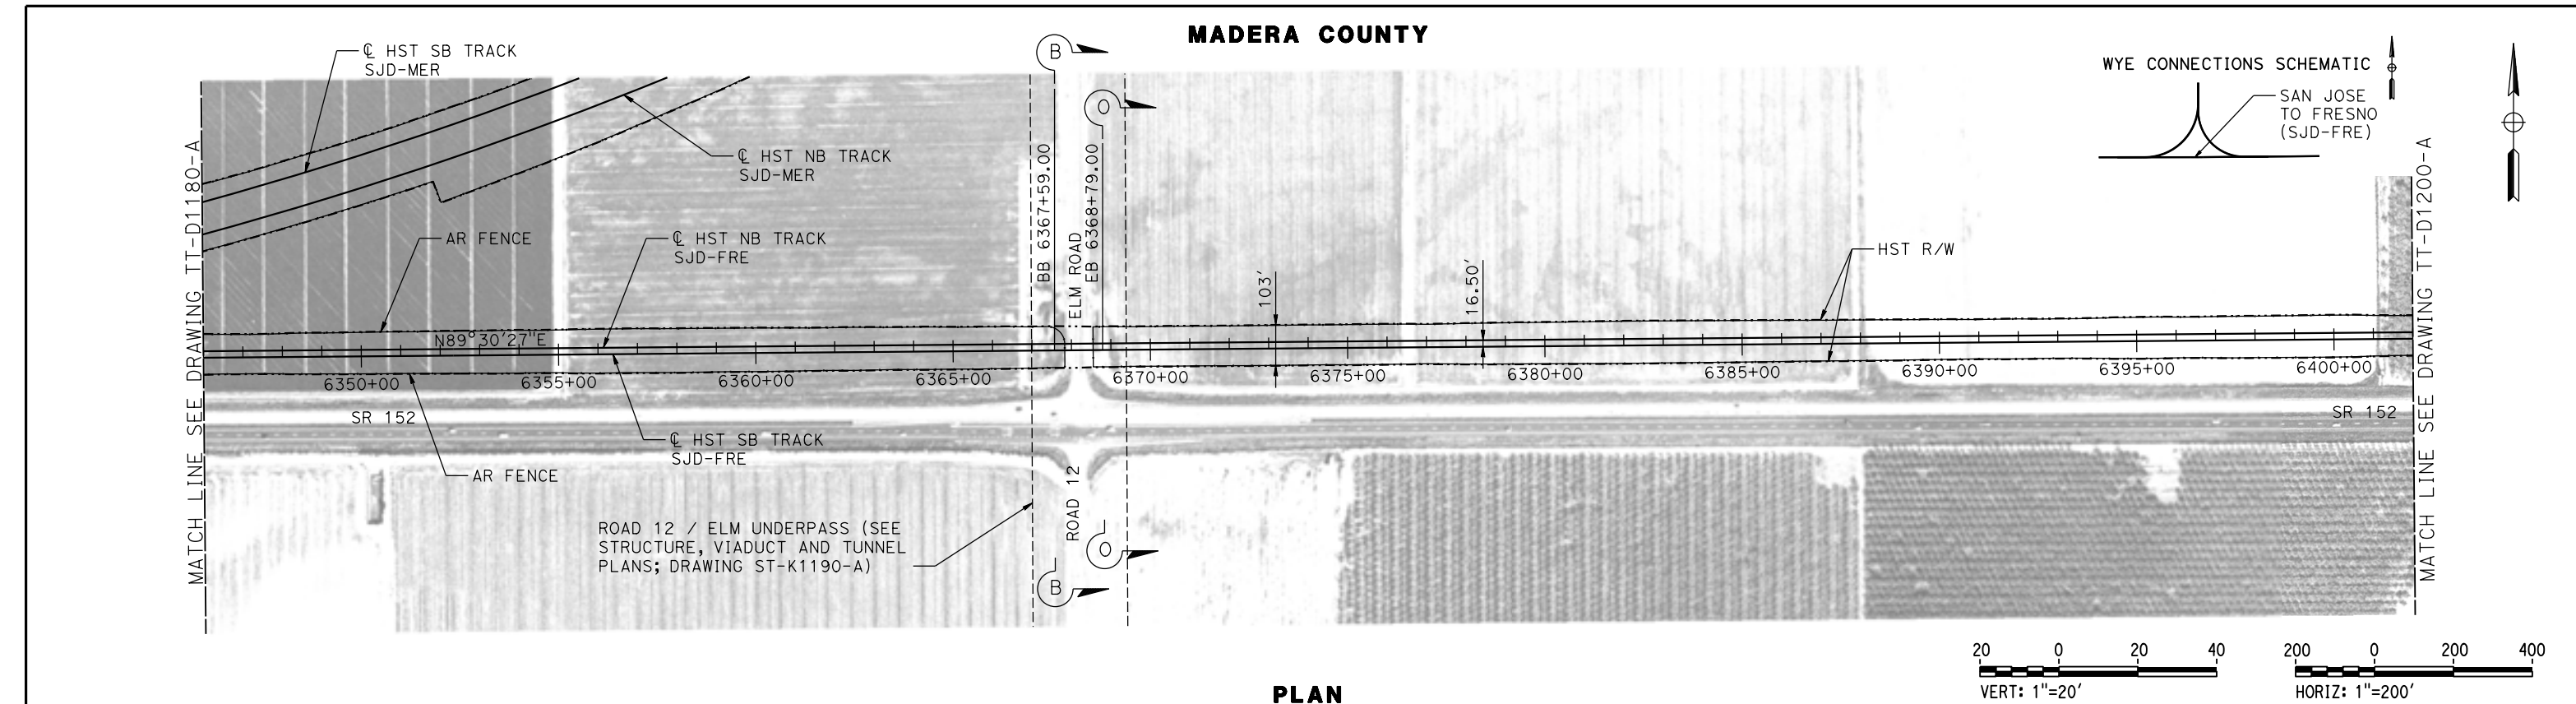 MADERA COUNTY
℄ HST SB TRACK
SJD-MER
B
WYE CONNECTIONS SCHEMATIC
SAN JOSE
TO FRESNO
(SJD-FRE)
O
℄ HST NB TRACK
SJD-MER
MATCH LINE SEE DRAWING TT-D1180-A
BB 6367+59.00
ELM ROAD
EB 6368+79.00
MATCH LINE SEE DRAWING TT-D1200-A
AR FENCE
℄ HST NB TRACK
SJD-FRE
HST R/W
103'
16.50'
N89°30'27"E
6350+00
6355+00
6360+00
6365+00
6370+00
6375+00
6380+00
6385+00
6390+00
6395+00
6400+00
SR 152
SR 152
℄ HST SB TRACK
SJD-FRE
AR FENCE
ROAD 12
ROAD 12 / ELM UNDERPASS (SEE
STRUCTURE, VIADUCT AND TUNNEL
PLANS; DRAWING ST-K1190-A)
O
B
20 0 20 40
VERT: 1"=20'
200 0 200 400
HORIZ: 1"=200'
PLAN